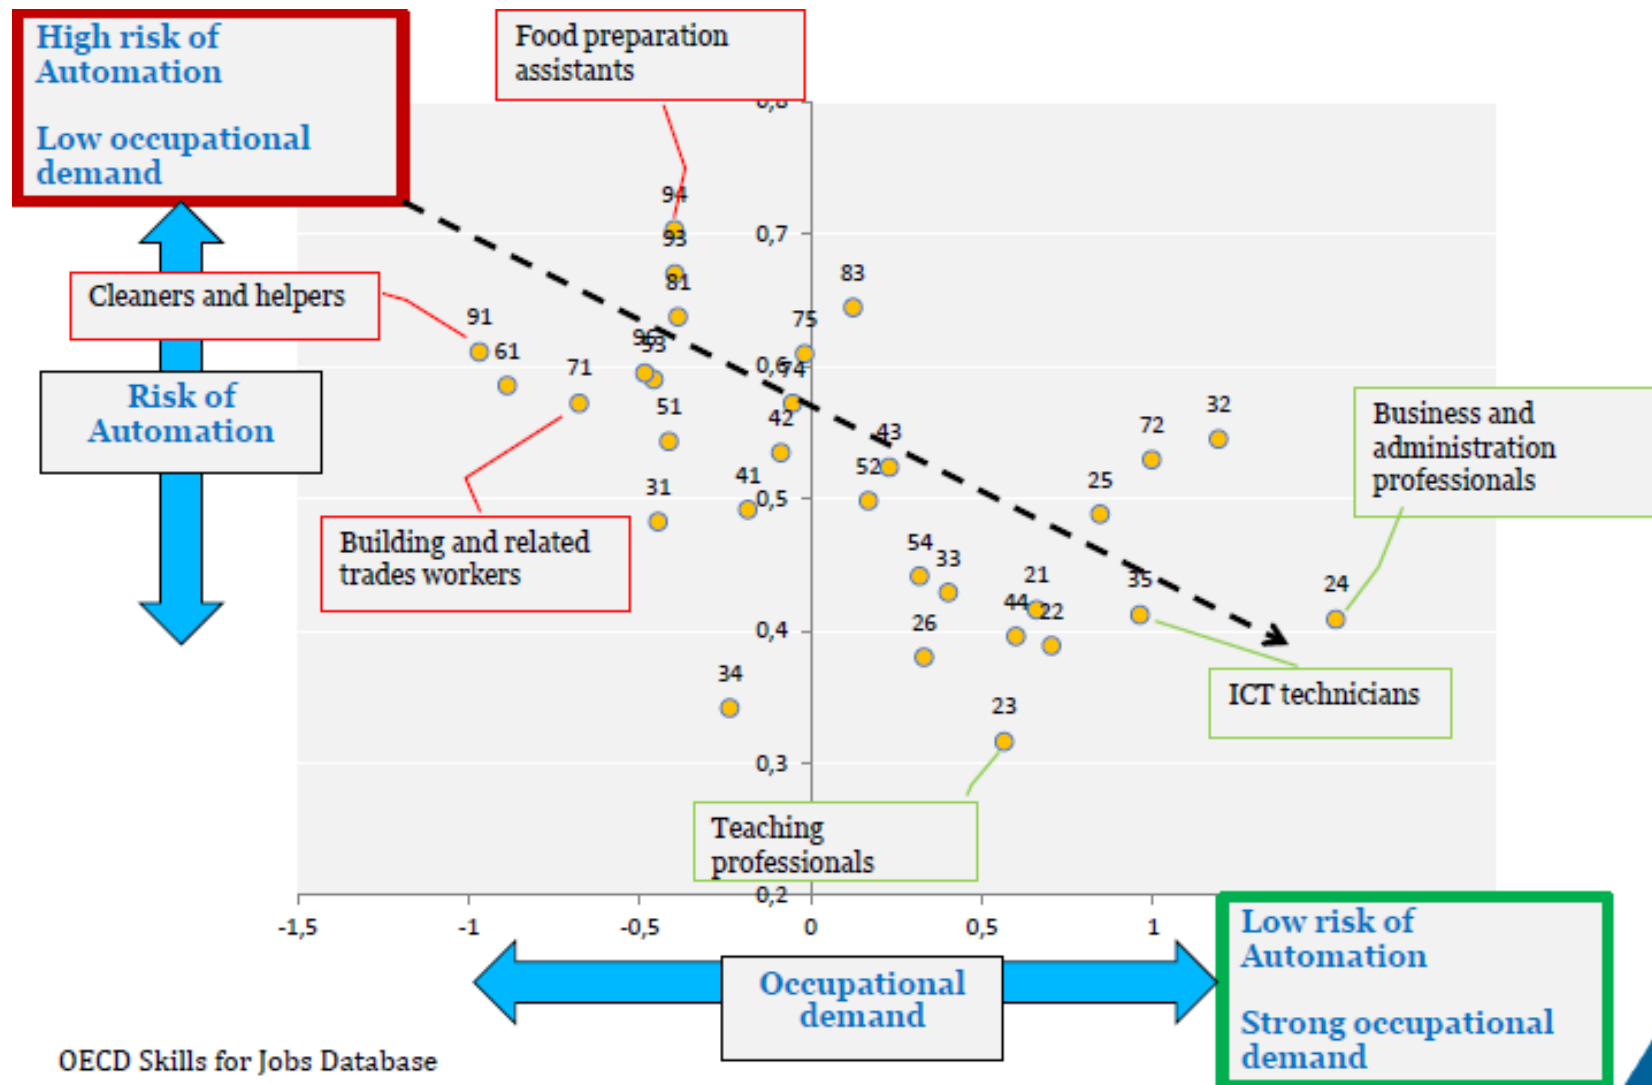 High risk of
Automation
Low occupational
demand
Food preparation
assistants
0,8
94
0,7
93
83
81
Cleaners and helpers
91
75
96
53
61
0,6
74
71
Risk of
Automation
51
42
43
32
72
Business and
administration
professionals
31
41
52
25
0,5
Building and related
trades workers
54
33
21
35
24
44
22
26
0,4
34
ICT technicians
23
0,3
Teaching
professionals
0,2
-1,5
-1
-0,5
0
0,5
1
Low risk of
Automation
Strong occupational
demand
Occupational
demand
OECD Skills for Jobs Database